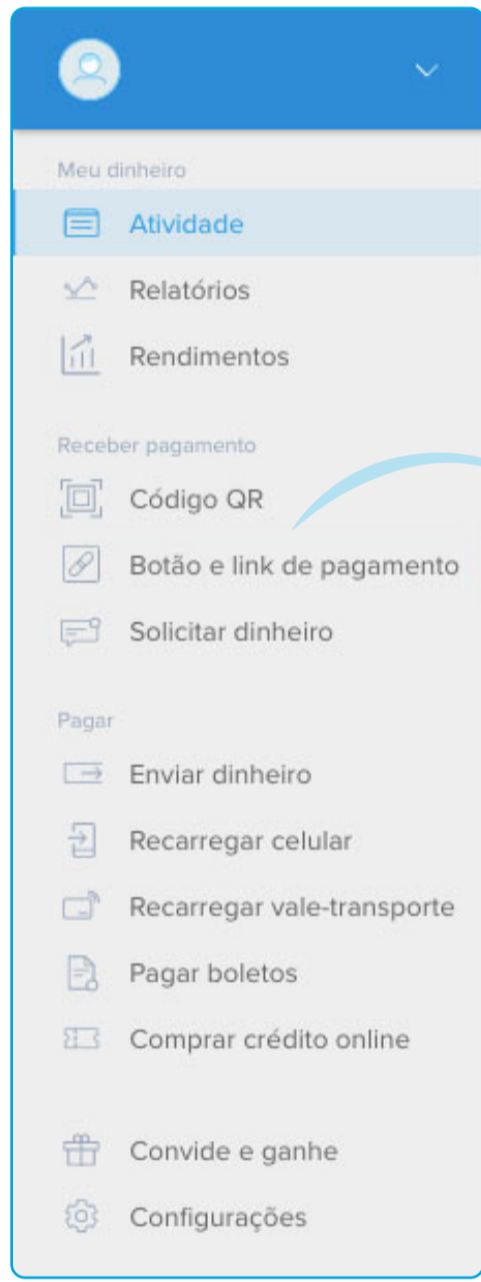 Meu dinheiro
Atividade
Relatórios
Rendimentos
Receber pagamento
Código QR
Botão e link de pagamento
Solicitar dinheiro
Pagar
Enviar dinheiro
Recarregar celular
Recarregar vale-transporte
Pagar boletos
Comprar crédito online
Convide e ganhe
Configurações